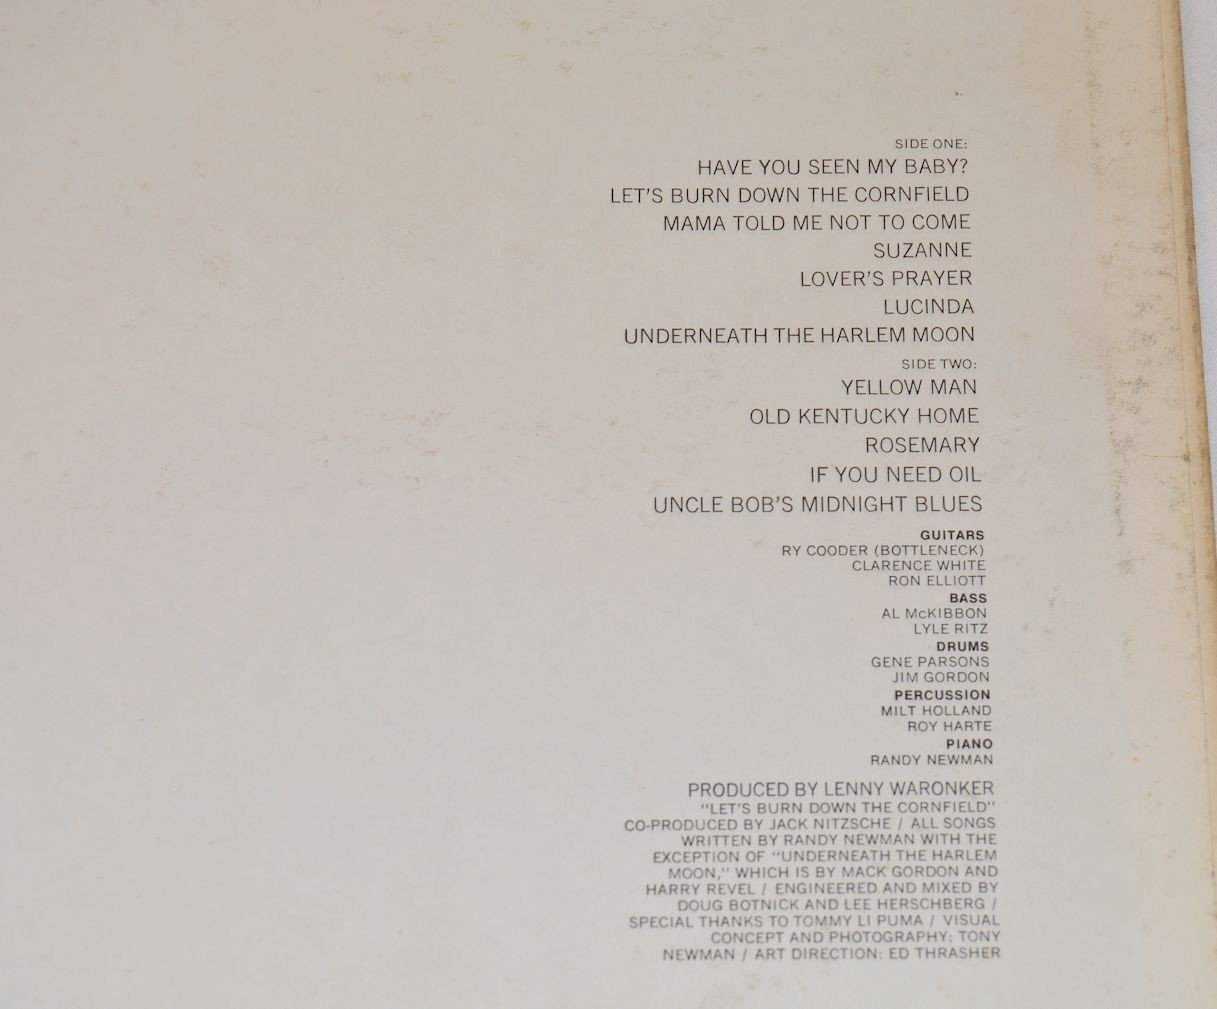 SIDE ONE:
HAVE YOU SEEN MY BABY?
LET'S BURN DOWN THE CORNFIELD
MAMA TOLD ME NOT TO COME
SUZANNE
LOVER'S PRAYER
LUCINDA
UNDERNEATH THE HARLEM MOON
SIDE TWO:
YELLOW MAN
OLD KENTUCKY HOME
ROSEMARY
IF YOU NEED OIL
UNCLE BOB'S MIDNIGHT BLUES
GUITARS
RY COODER (BOTTLENECK)
CLARENCE WHITE
RON ELLIOTT
BASS
AL McKIBBON
LYLE RITZ
DRUMS
GENE PARSONS
JIM GORDON
PERCUSSION
MILT HOLLAND
ROY HARTE
PIANO
RANDY NEWMAN
PRODUCED BY LENNY WARONKER
"LET'S BURN DOWN THE CORNFIELD"
CO-PRODUCED BY JACK NITZSCHE / ALL SONGS
WRITTEN BY RANDY NEWMAN WITH THE
EXCEPTION OF "UNDERNEATH THE HARLEM
MOON," WHICH IS BY MACK GORDON AND
HARRY REVEL / ENGINEERED AND MIXED BY
DOUG BOTNICK AND LEE HERSCHBERG /
SPECIAL THANKS TO TOMMY LI PUMA / VISUAL
CONCEPT AND PHOTOGRAPHY: TONY
NEWMAN / ART DIRECTION: ED THRASHER